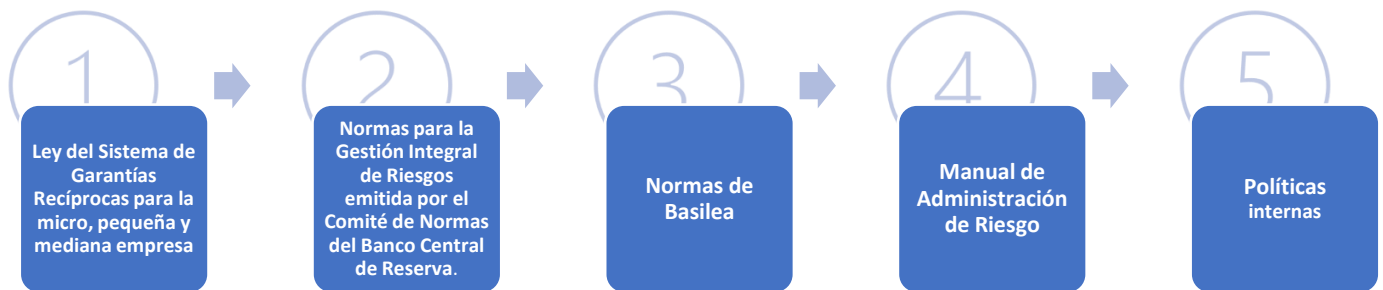 1
Ley del Sistema de
Garantías
Recíprocas para la
micro, pequeña y
mediana empresa
2
Normas para la
Gestión Integral
de Riesgos
emitida por el
Comité de Normas
del Banco Central
de Reserva.
3
Normas de
Basilea
4
Manual de
Administración
de Riesgo
5
Políticas
internas